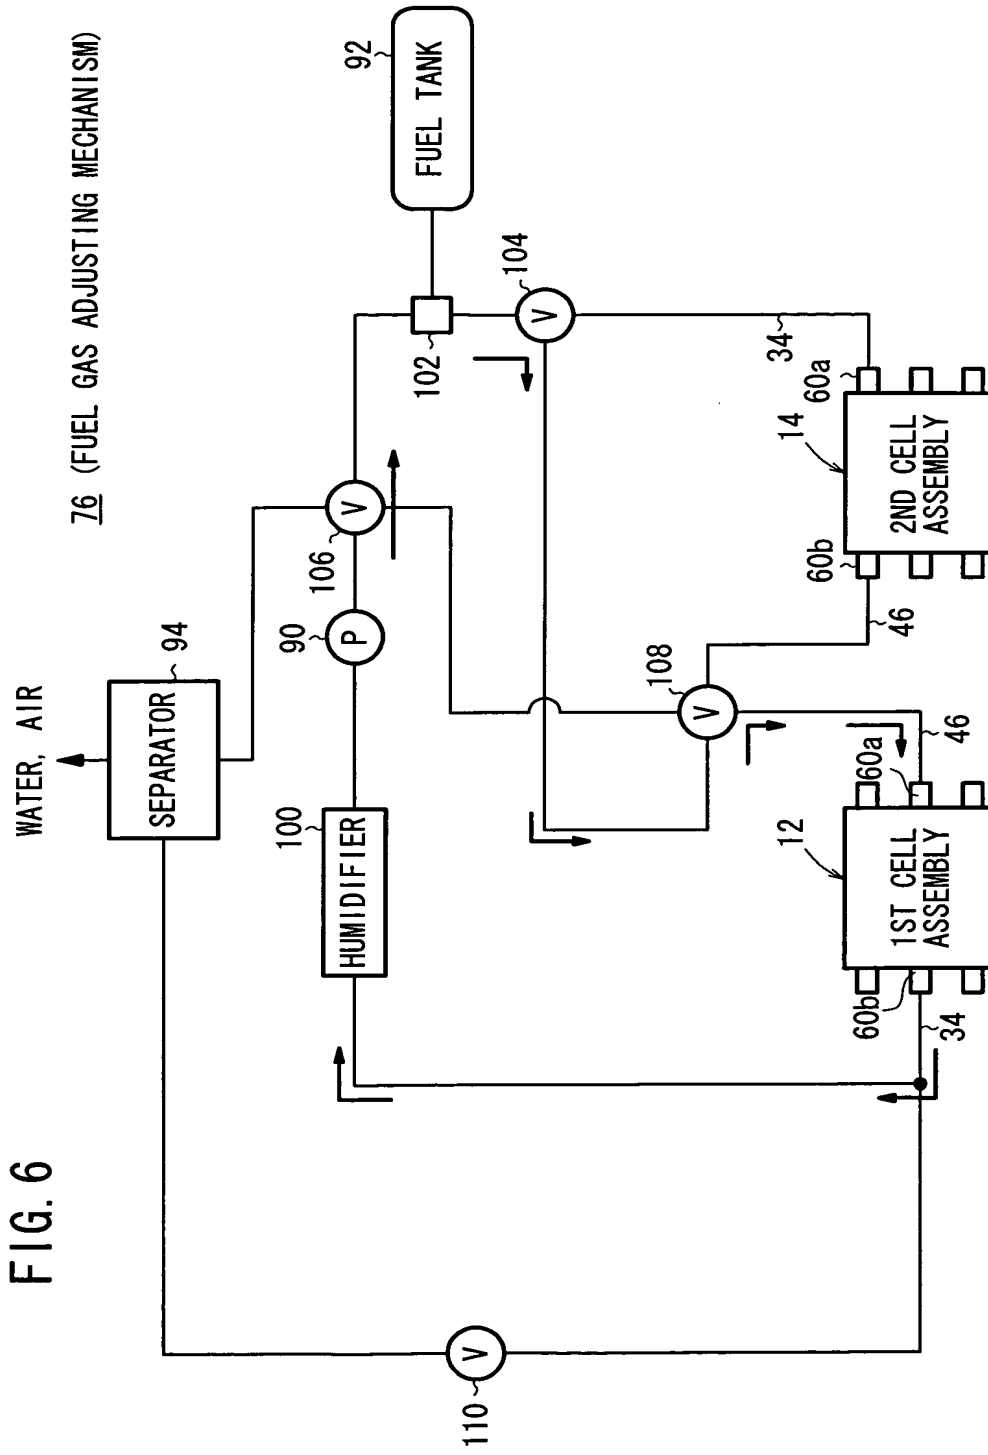 FIG. 6
76 (FUEL GAS ADJUSTING MECHANISM)
WATER, AIR
SEPARATOR
94
HUMIDIFIER
100
P
90
V
106
FUEL TANK
92
102
V
104
V
110
V
108
34
46
46
34
60b
60a
60b
60a
12
14
1ST CELL
ASSEMBLY
2ND CELL
ASSEMBLY